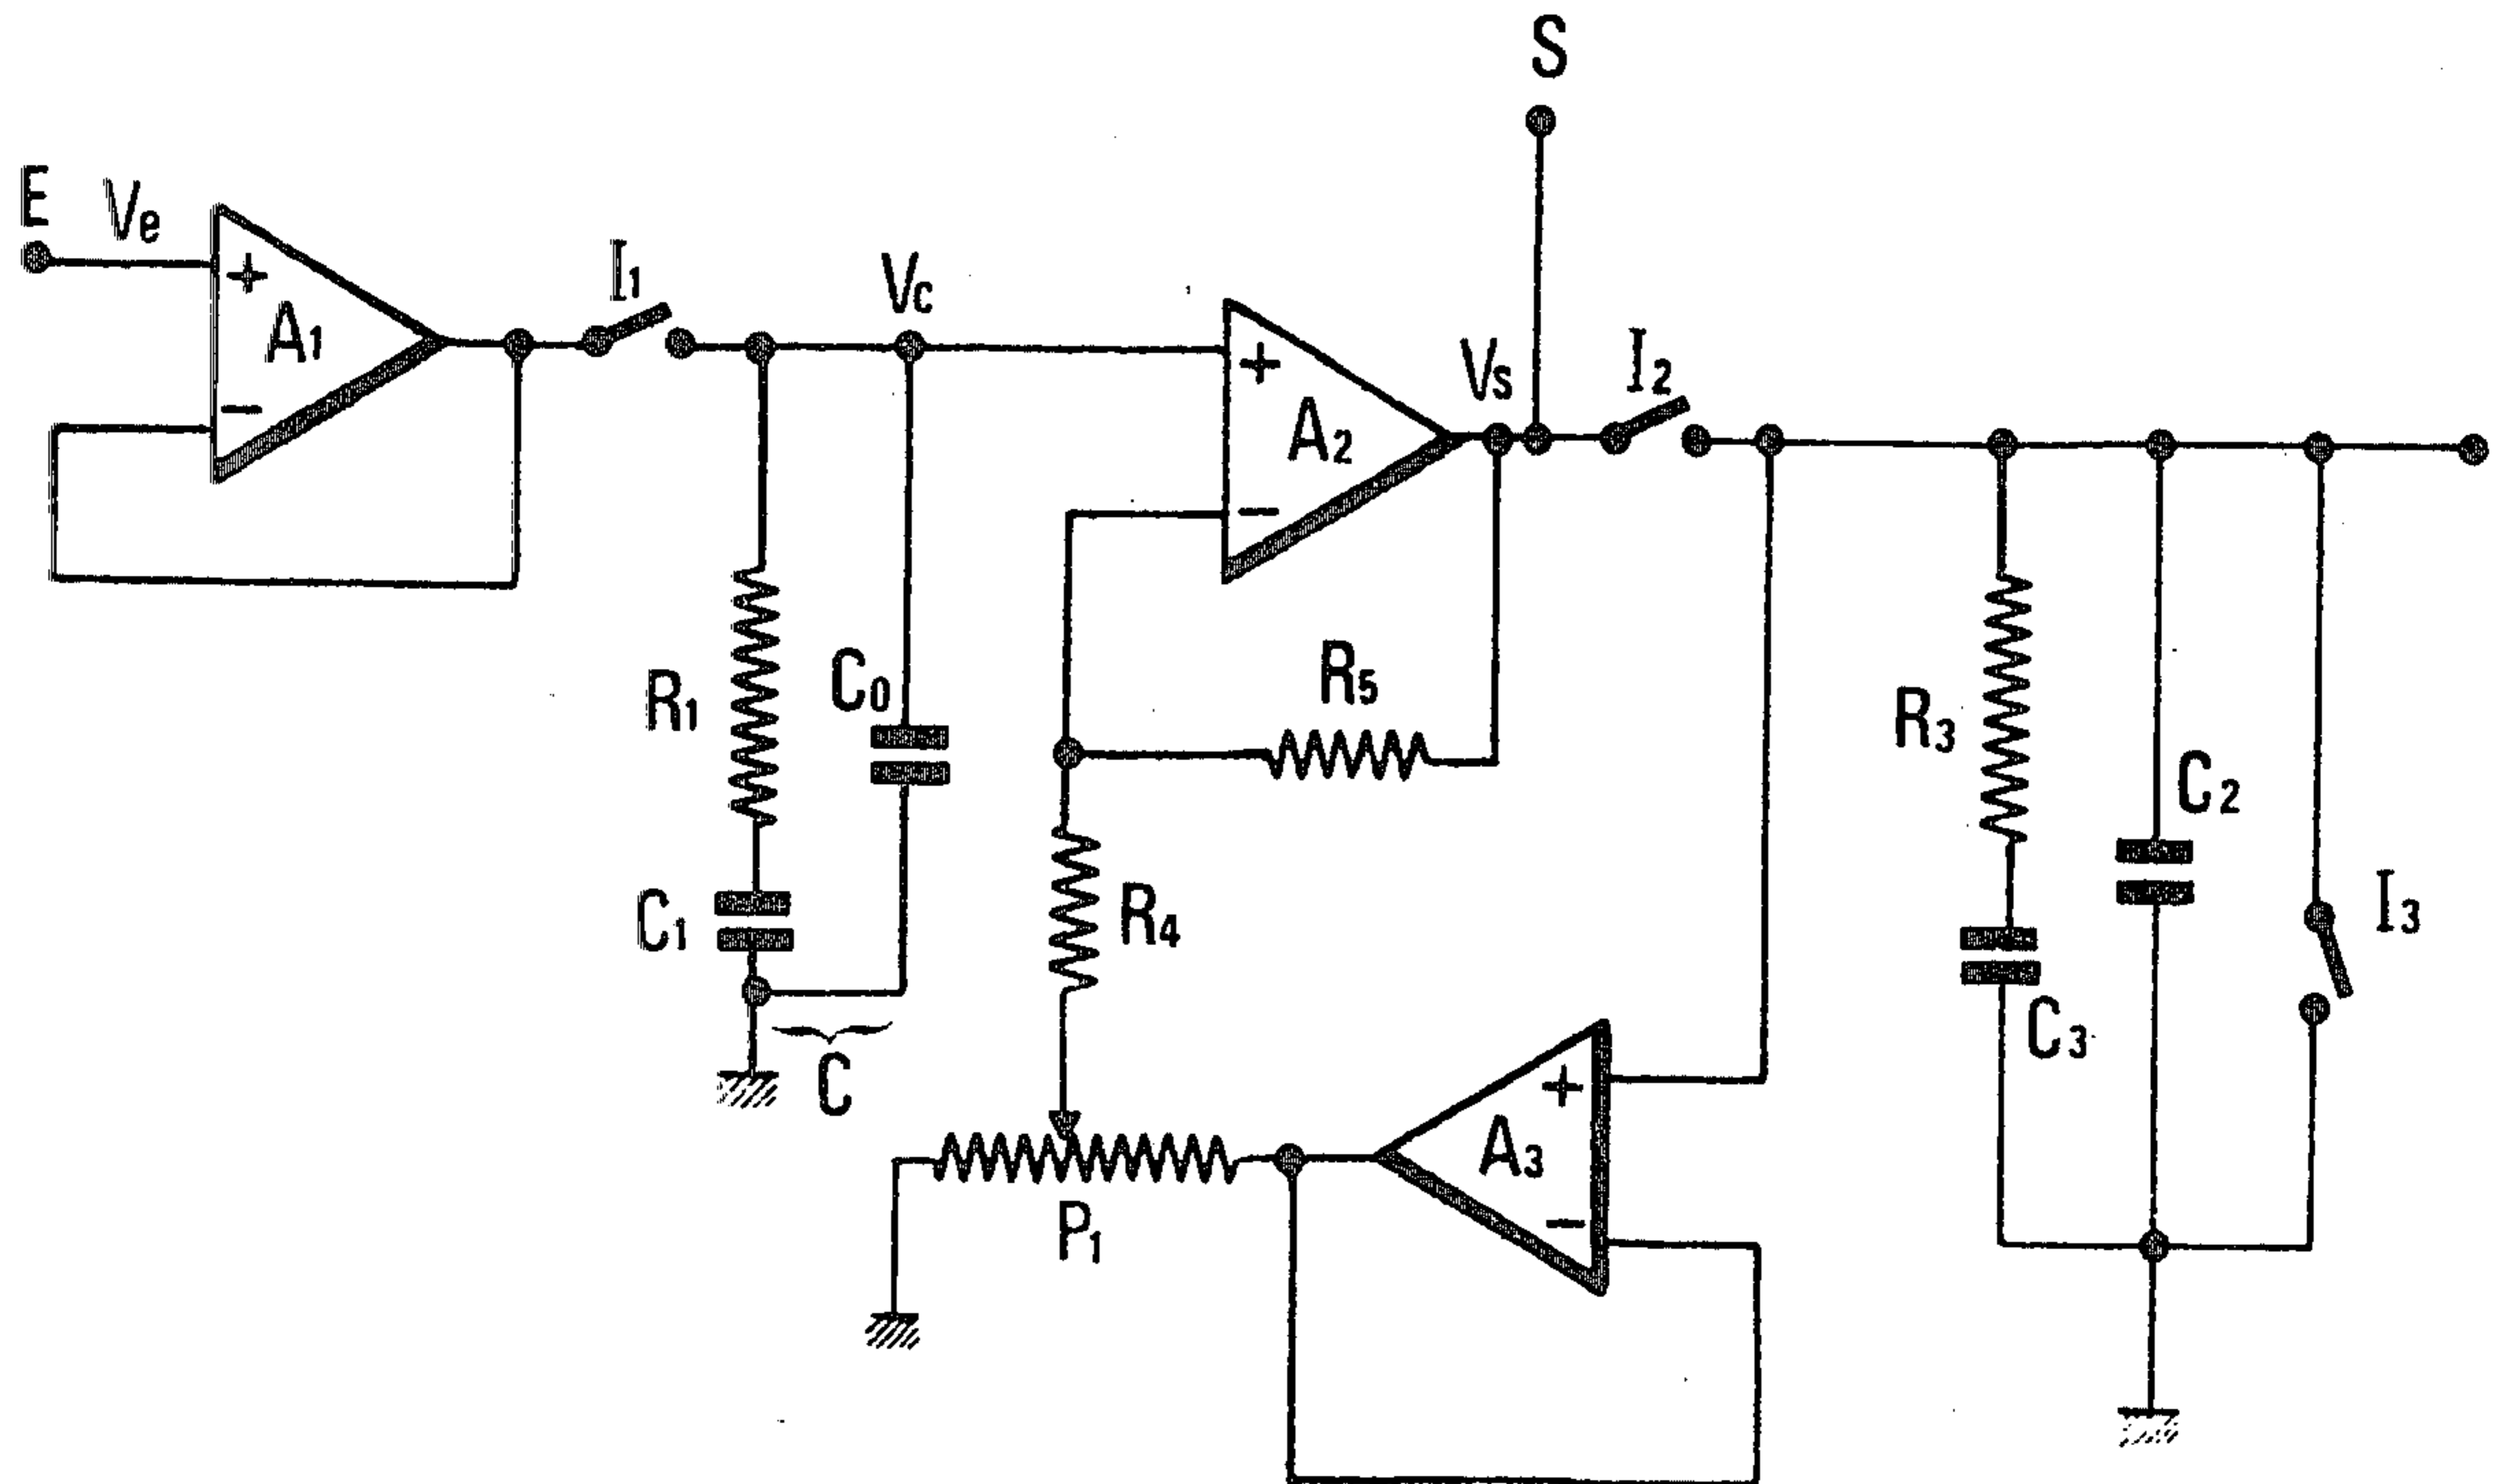 S
E
Ve
+
A1
−
I1
Vc
+
A2
−
Vs
I2
R1
C0
R5
R3
C2
C1
R4
I3
C3
C
+
A3
−
P1